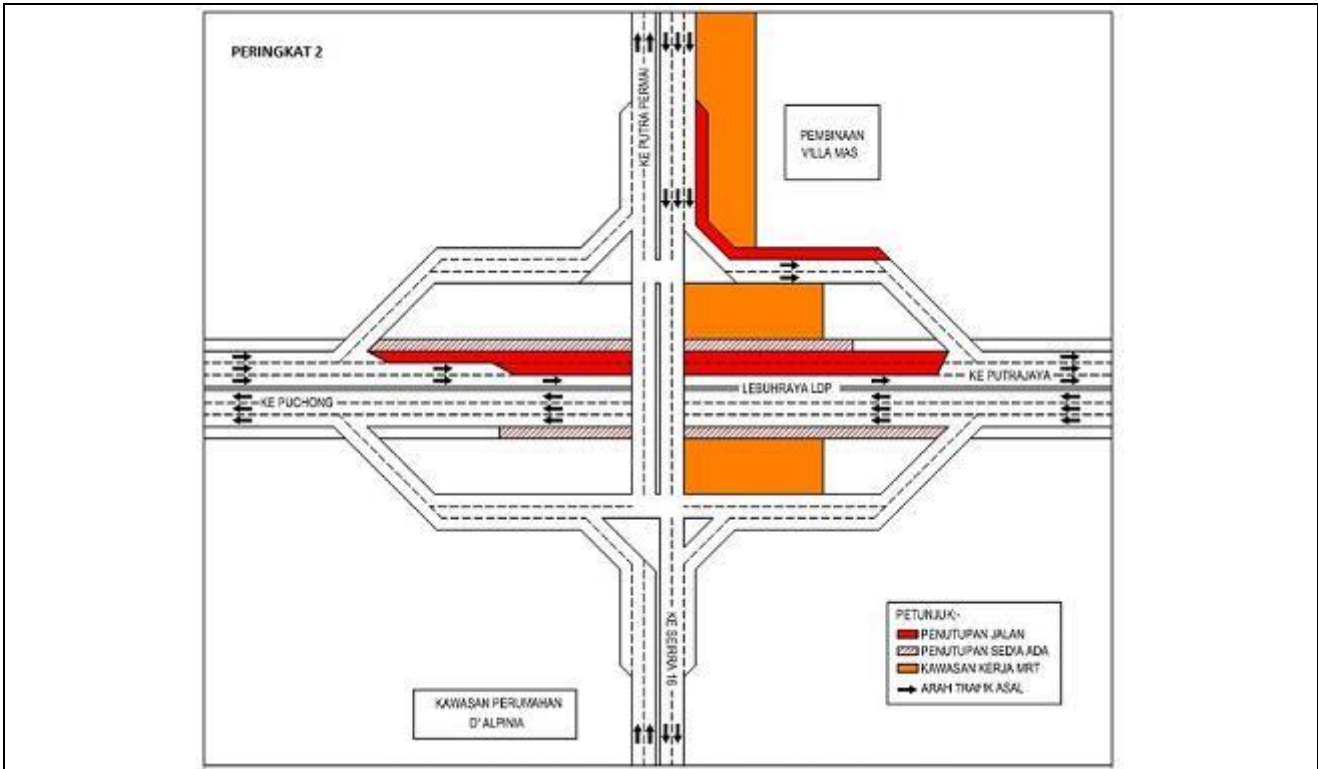 PERINGKAT 2
KE PUTRA PERMAI
PEMBINAAN
VILLA MAS
KE PUTRAJAYA
LEBUHRAYA LDP
KE PUCHONG
KE SERRA 16
KAWASAN PERUMAHAN
D' ALPINIA
PETUNJUK:-
PENUTUPAN JALAN
PENUTUPAN SEDIA ADA
KAWASAN KERJA MRT
ARAH TRAFIK ASAL